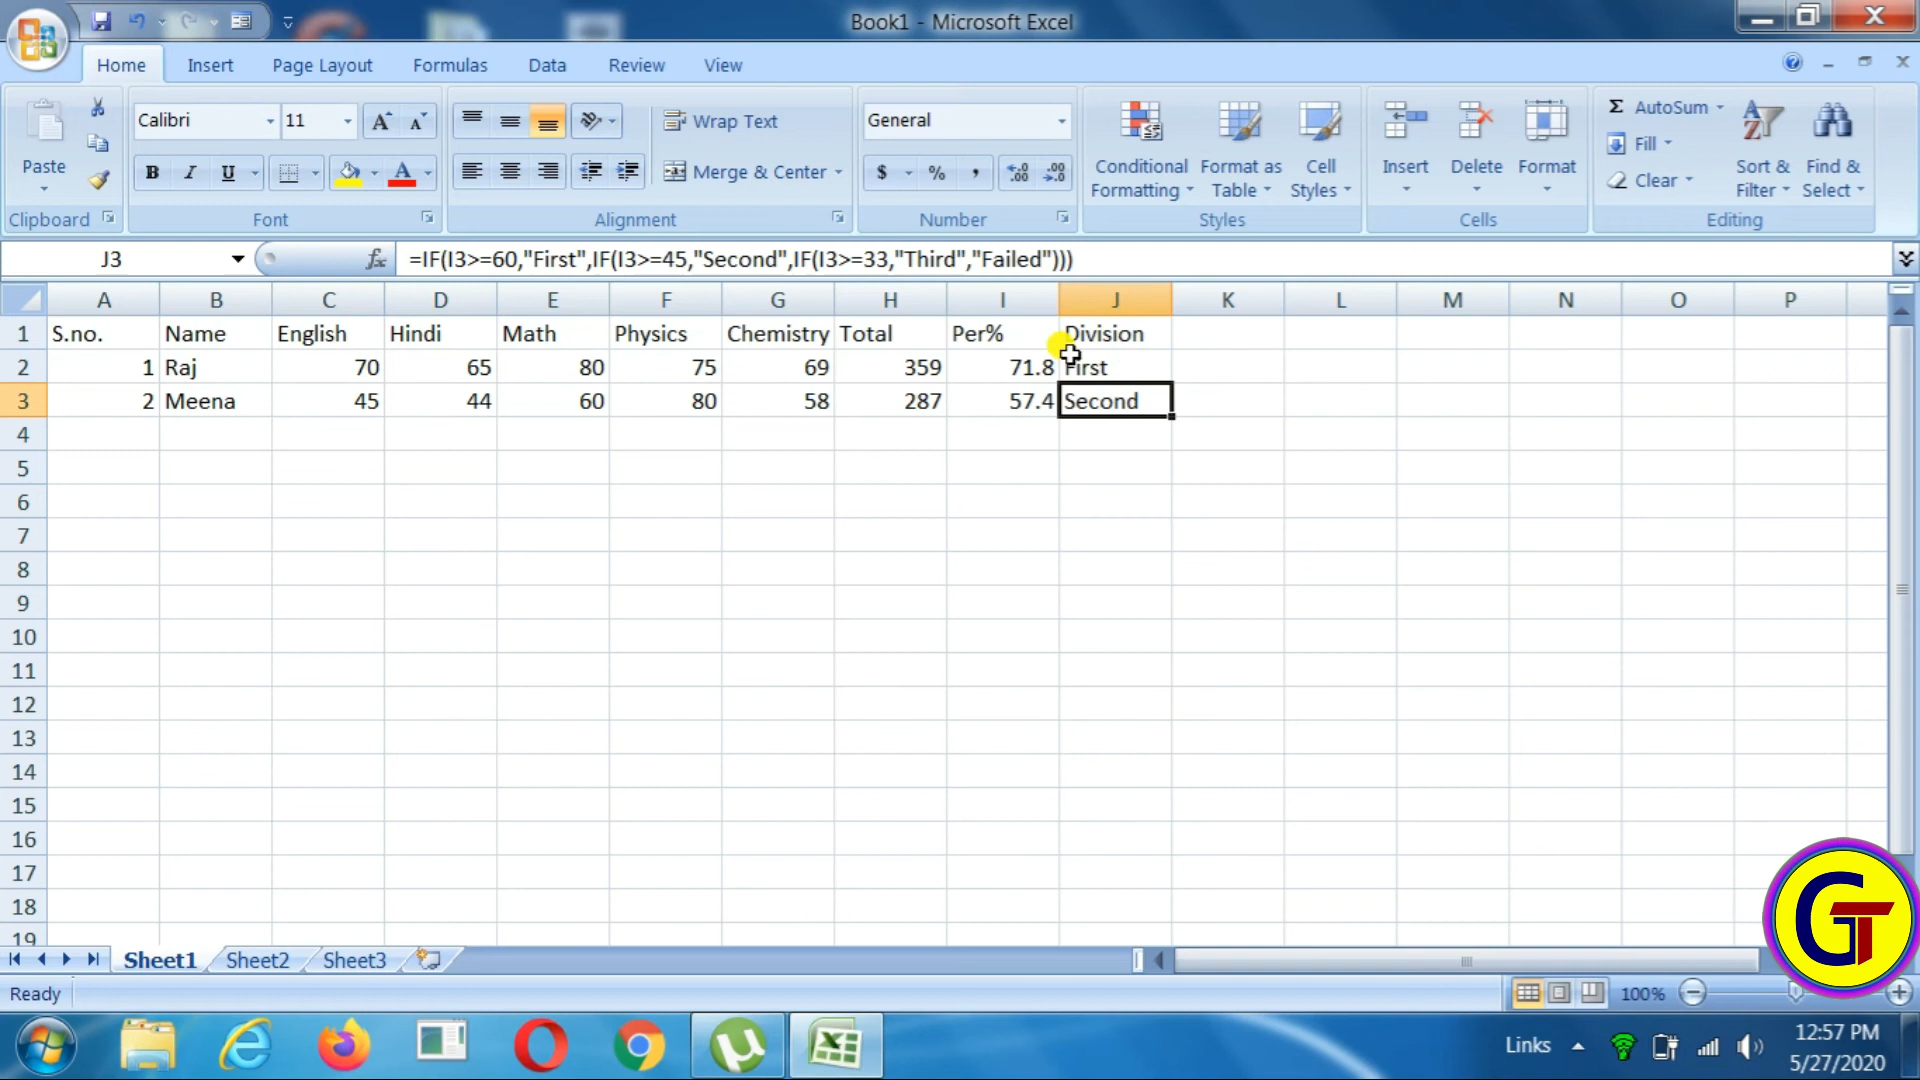 Book1 - Microsoft Excel
Home Insert Page Layout Formulas Data Review View
Paste
Clipboard
Calibri 11
B I U A
Font
Wrap Text
Merge & Center
Alignment
General
$ % ,
Number
Conditional Formatting
Format as Table
Cell Styles
Styles
Insert Delete Format
Cells
Σ AutoSum
Fill
Clear
Sort & Filter
Find & Select
Editing
J3 fx =IF(I3>=60,"First",IF(I3>=45,"Second",IF(I3>=33,"Third","Failed")))
A B C D E F G H I J K L M N O P
1 S.no. Name English Hindi Math Physics Chemistry Total Per% Division
2 1 Raj 70 65 80 75 69 359 71.8 First
3 2 Meena 45 44 60 80 58 287 57.4 Second
4
5
6
7
8
9
10
11
12
13
14
15
16
17
18
19
GT
Sheet1 Sheet2 Sheet3
Ready 100%
Links 12:57 PM
5/27/2020